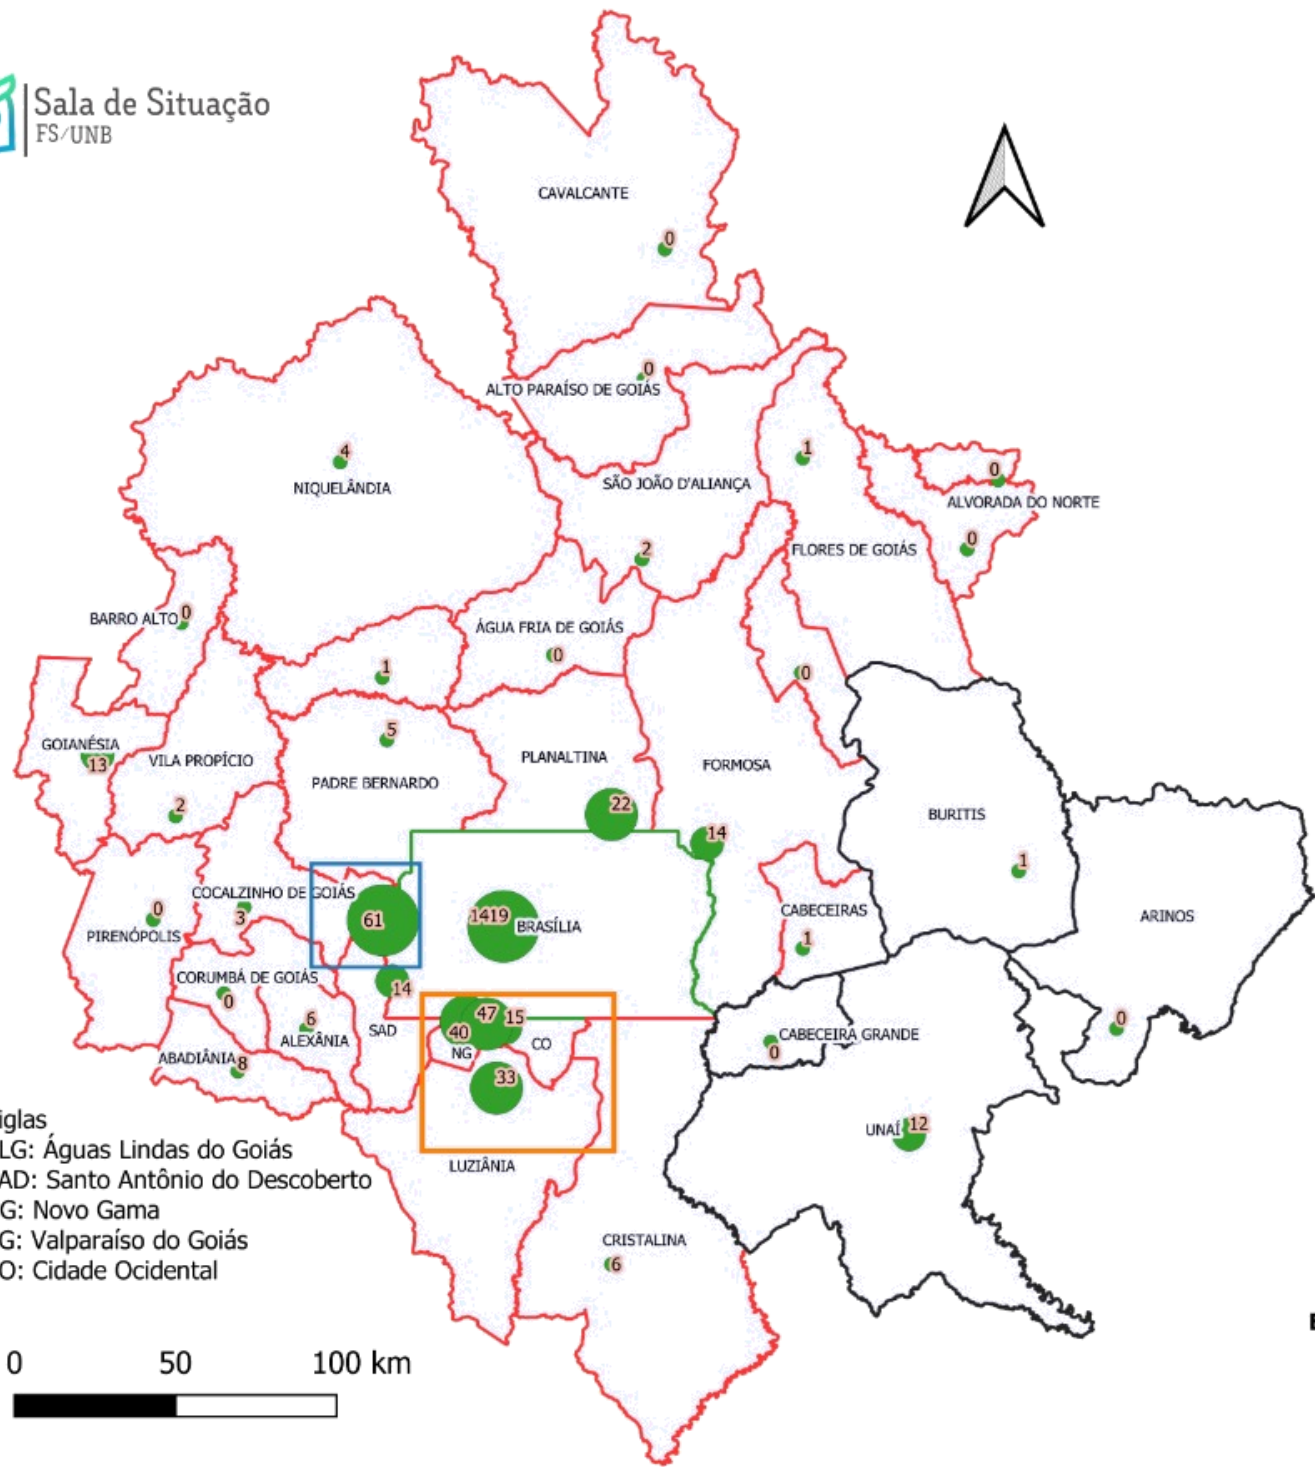 Sala de Situação
FS/UNB
CAVALCANTE
0
0
ALTO PARAÍSO DE GOIÁS
4
NIQUELÂNDIA
SÃO JOÃO D'ALIANÇA
2
1
FLORES DE GOIÁS
0
ALVORADA DO NORTE
0
BARRO ALTO
0
ÁGUA FRIA DE GOIÁS
0
1
0
GOIANÉSIA
13
VILA PROPÍCIO
2
5
PADRE BERNARDO
PLANALTINA
22
FORMOSA
14
BURITIS
1
ARINOS
0
COCALZINHO DE GOIÁS
3
61
1419
BRASÍLIA
CABECEIRAS
1
0
PIRENÓPOLIS
CORUMBÁ DE GOIÁS
0
14
6
ALEXÂNIA
SAD
47
15
40
NG
CO
33
CABECEIRA GRANDE
0
ABADIÂNIA
8
UNAÍ
12
LUZIÂNIA
CRISTALINA
6
iglas
LG: Águas Lindas do Goiás
AD: Santo Antônio do Descoberto
G: Novo Gama
G: Valparaíso do Goiás
O: Cidade Ocidental
0 50 100 km